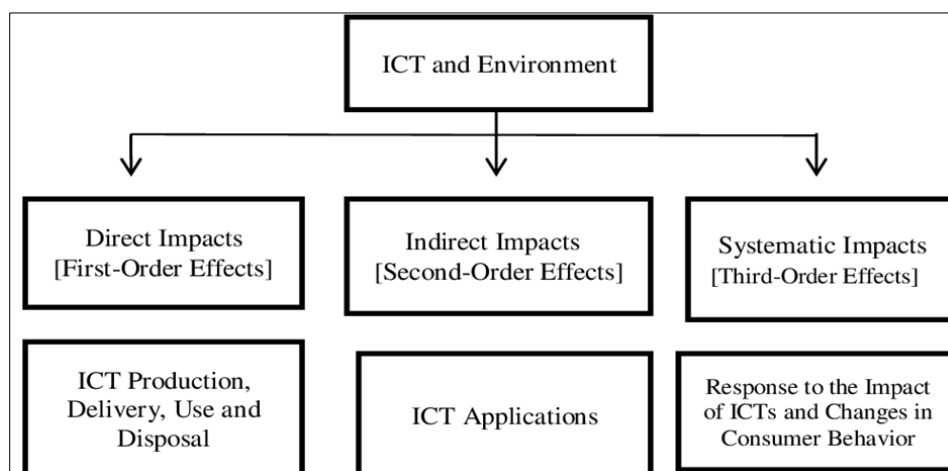 ICT and Environment
Direct Impacts
[First-Order Effects]
Indirect Impacts
[Second-Order Effects]
Systematic Impacts
[Third-Order Effects]
ICT Production,
Delivery, Use and
Disposal
ICT Applications
Response to the Impact
of ICTs and Changes in
Consumer Behavior